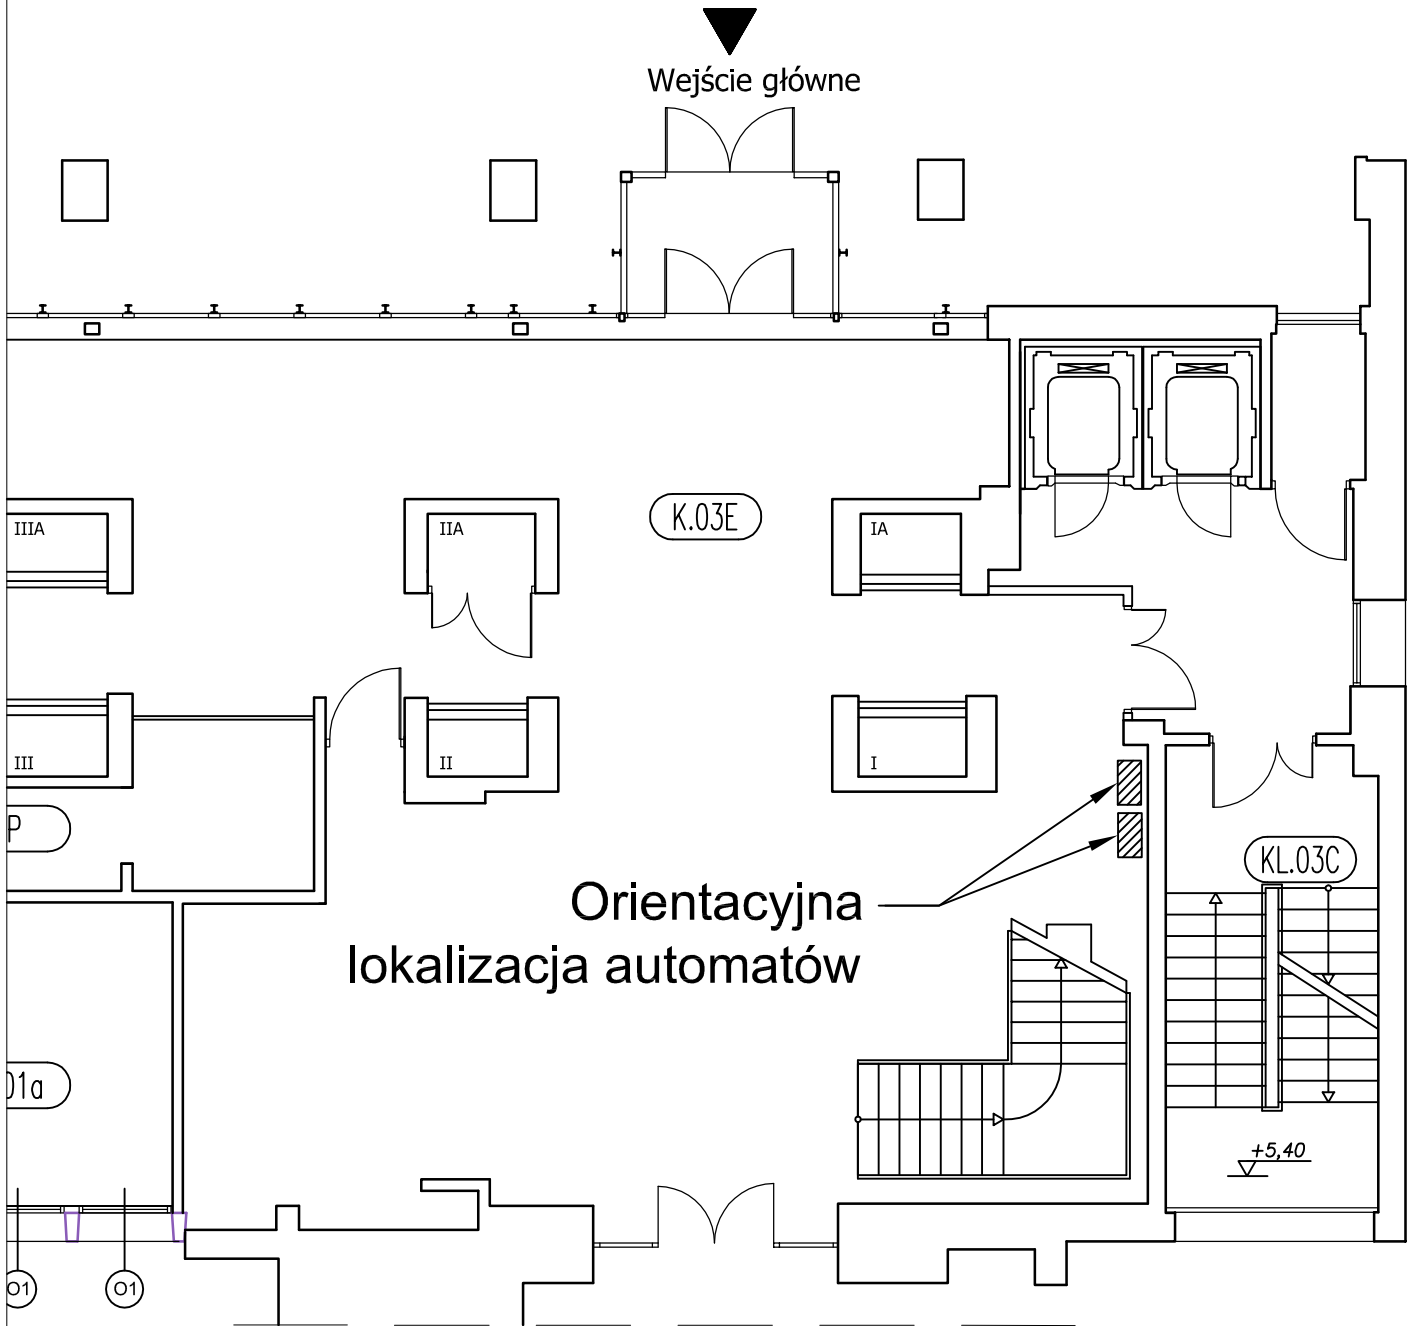 Wejście główne
K.03E
IIIA
IIA
IA
III
II
I
P
KL.03C
Orientacyjna
lokalizacja automatów
01a
+5,40
O1
O1